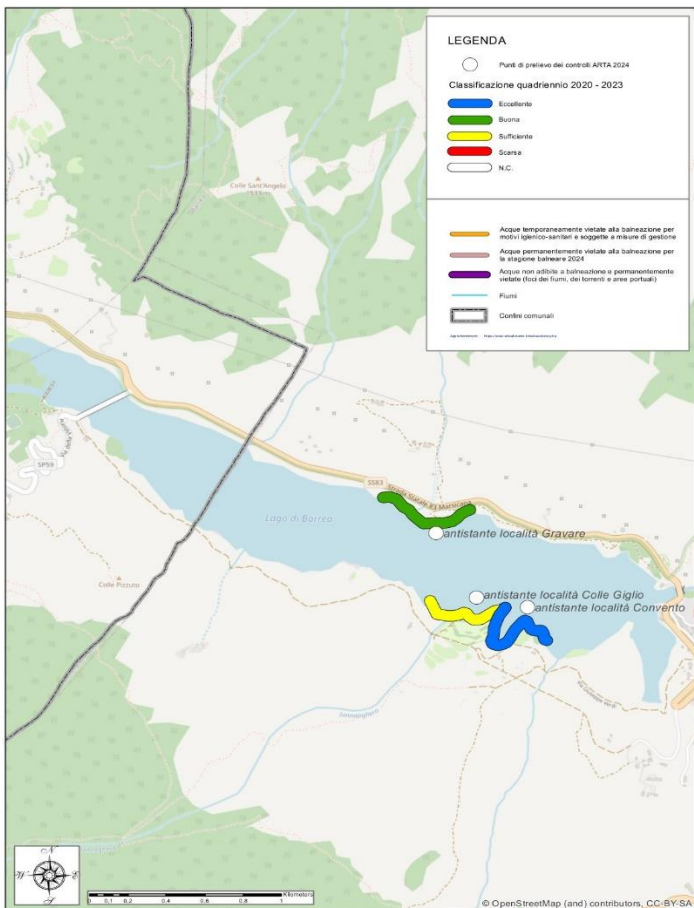 LEGENDA
Punti di prelievo dei controlli ARTA 2024
Classificazione quadriennio 2020 - 2023
Eccellente
Buona
Sufficiente
Scarsa
N.C.
Acque temporaneamente vietate alla balneazione per
motivi igienico-sanitari e soggette a misure di gestione
Acque permanentemente vietate alla balneazione per
la stagione balneare 2024
Acque non adibite a balneazione e permanentemente
vietate (foci dei fiumi, dei torrenti e aree portuali)
Fiumi
Confini comunali
Colle Sant'Angelo
SP59
SS83
Strada Statale 83 Marsicana
Lago di Barrea
antistante località Gravare
Colle Pizzuto
antistante località Colle Giglio
antistante località Convento
N
W
E
S
Kilometers
0
0,1
0,2
0,4
0,6
0,8
1
© OpenStreetMap (and) contributors, CC-BY-SA